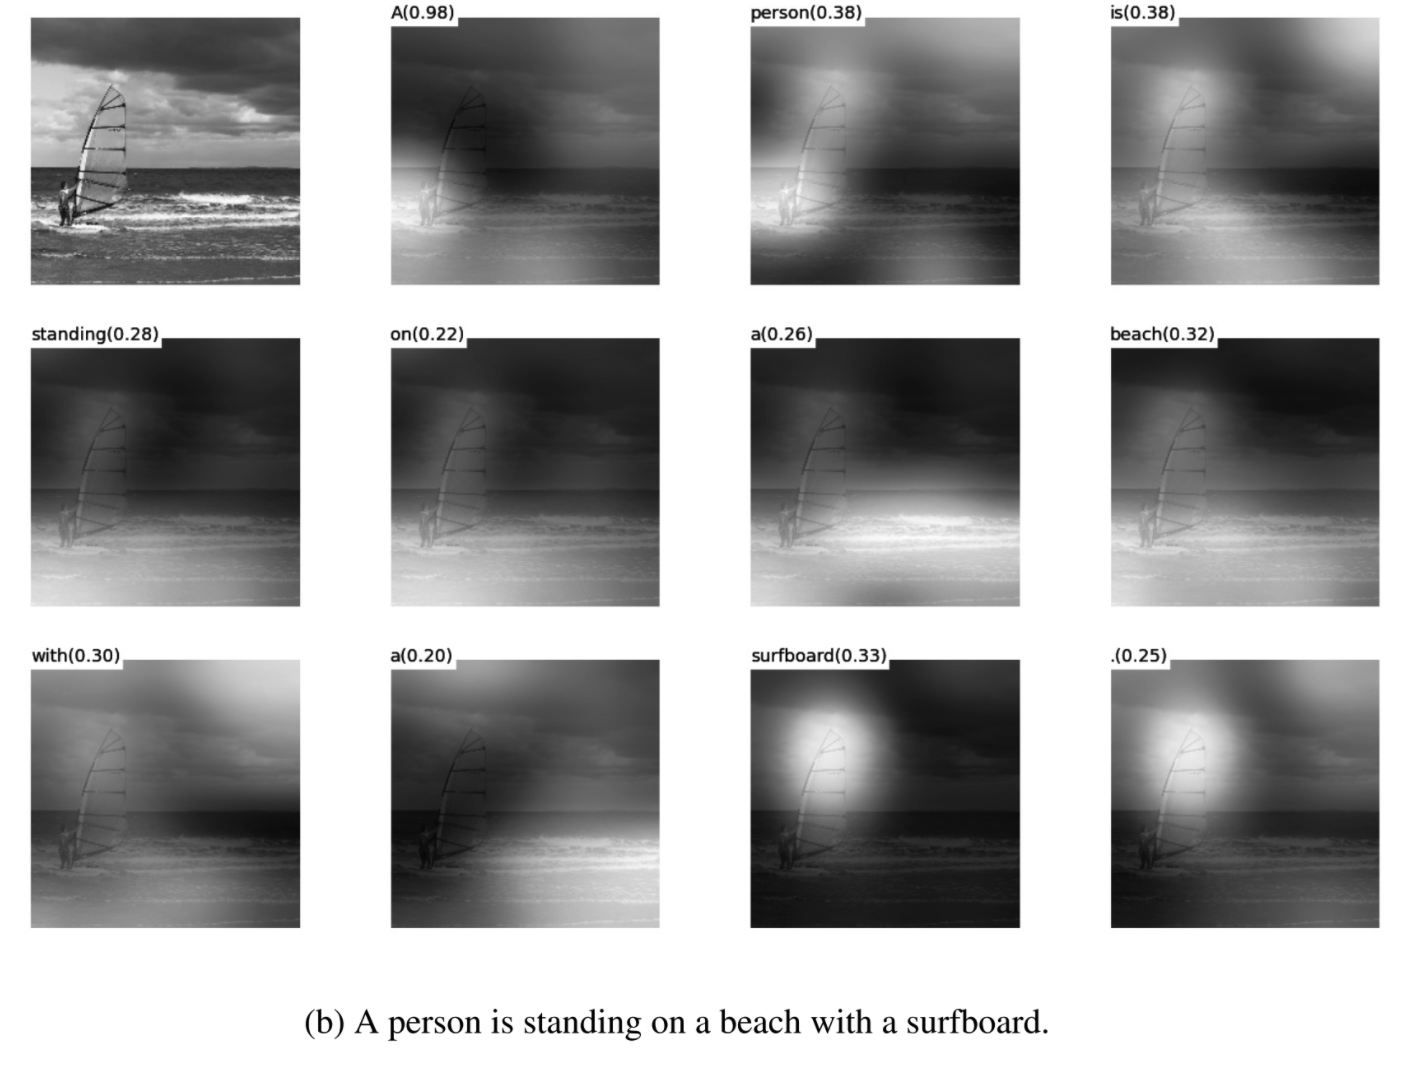 A(0.98)
person(0.38)
is(0.38)
standing(0.28)
on(0.22)
a(0.26)
beach(0.32)
with(0.30)
a(0.20)
surfboard(0.33)
.(0.25)
(b) A person is standing on a beach with a surfboard.